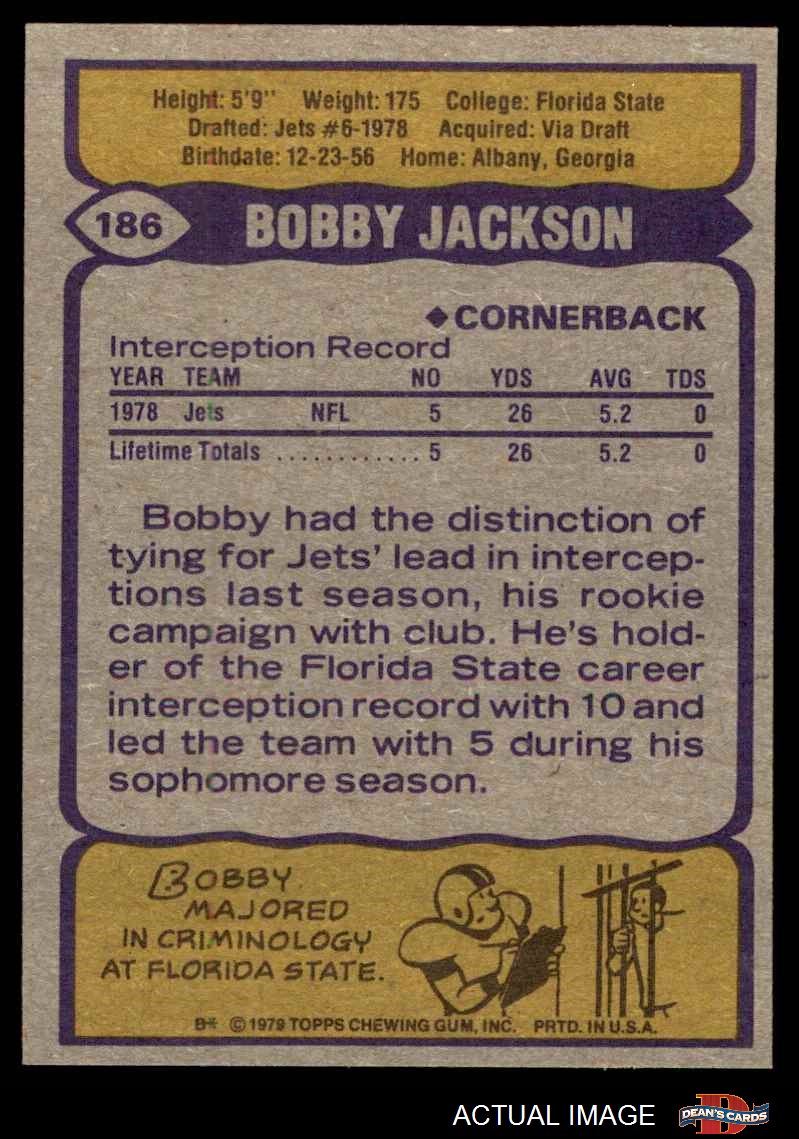 Height: 5'9" Weight: 175 College: Florida State
Drafted: Jets #6-1978 Acquired: Via Draft
Birthdate: 12-23-56 Home: Albany, Georgia
186 BOBBY JACKSON
◆CORNERBACK
Interception Record
YEAR TEAM NO YDS AVG TDS
1978 Jets NFL 5 26 5.2 0
Lifetime Totals ............ 5 26 5.2 0
Bobby had the distinction of
tying for Jets' lead in intercep-
tions last season, his rookie
campaign with club. He's hold-
er of the Florida State career
interception record with 10 and
led the team with 5 during his
sophomore season.
BOBBY
MAJORED
IN CRIMINOLOGY
AT FLORIDA STATE.
B* © 1979 TOPPS CHEWING GUM, INC. PRTD. IN U.S.A.
ACTUAL IMAGE
D
DEAN'S CARDS